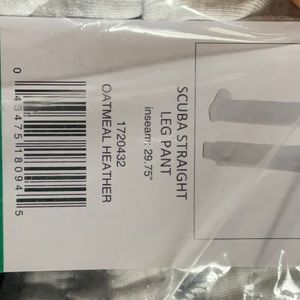 SCUBA STRAIGHT
LEG PANT
inseam: 29.75"
1720432
OATMEAL HEATHER
0 43475 18094 5